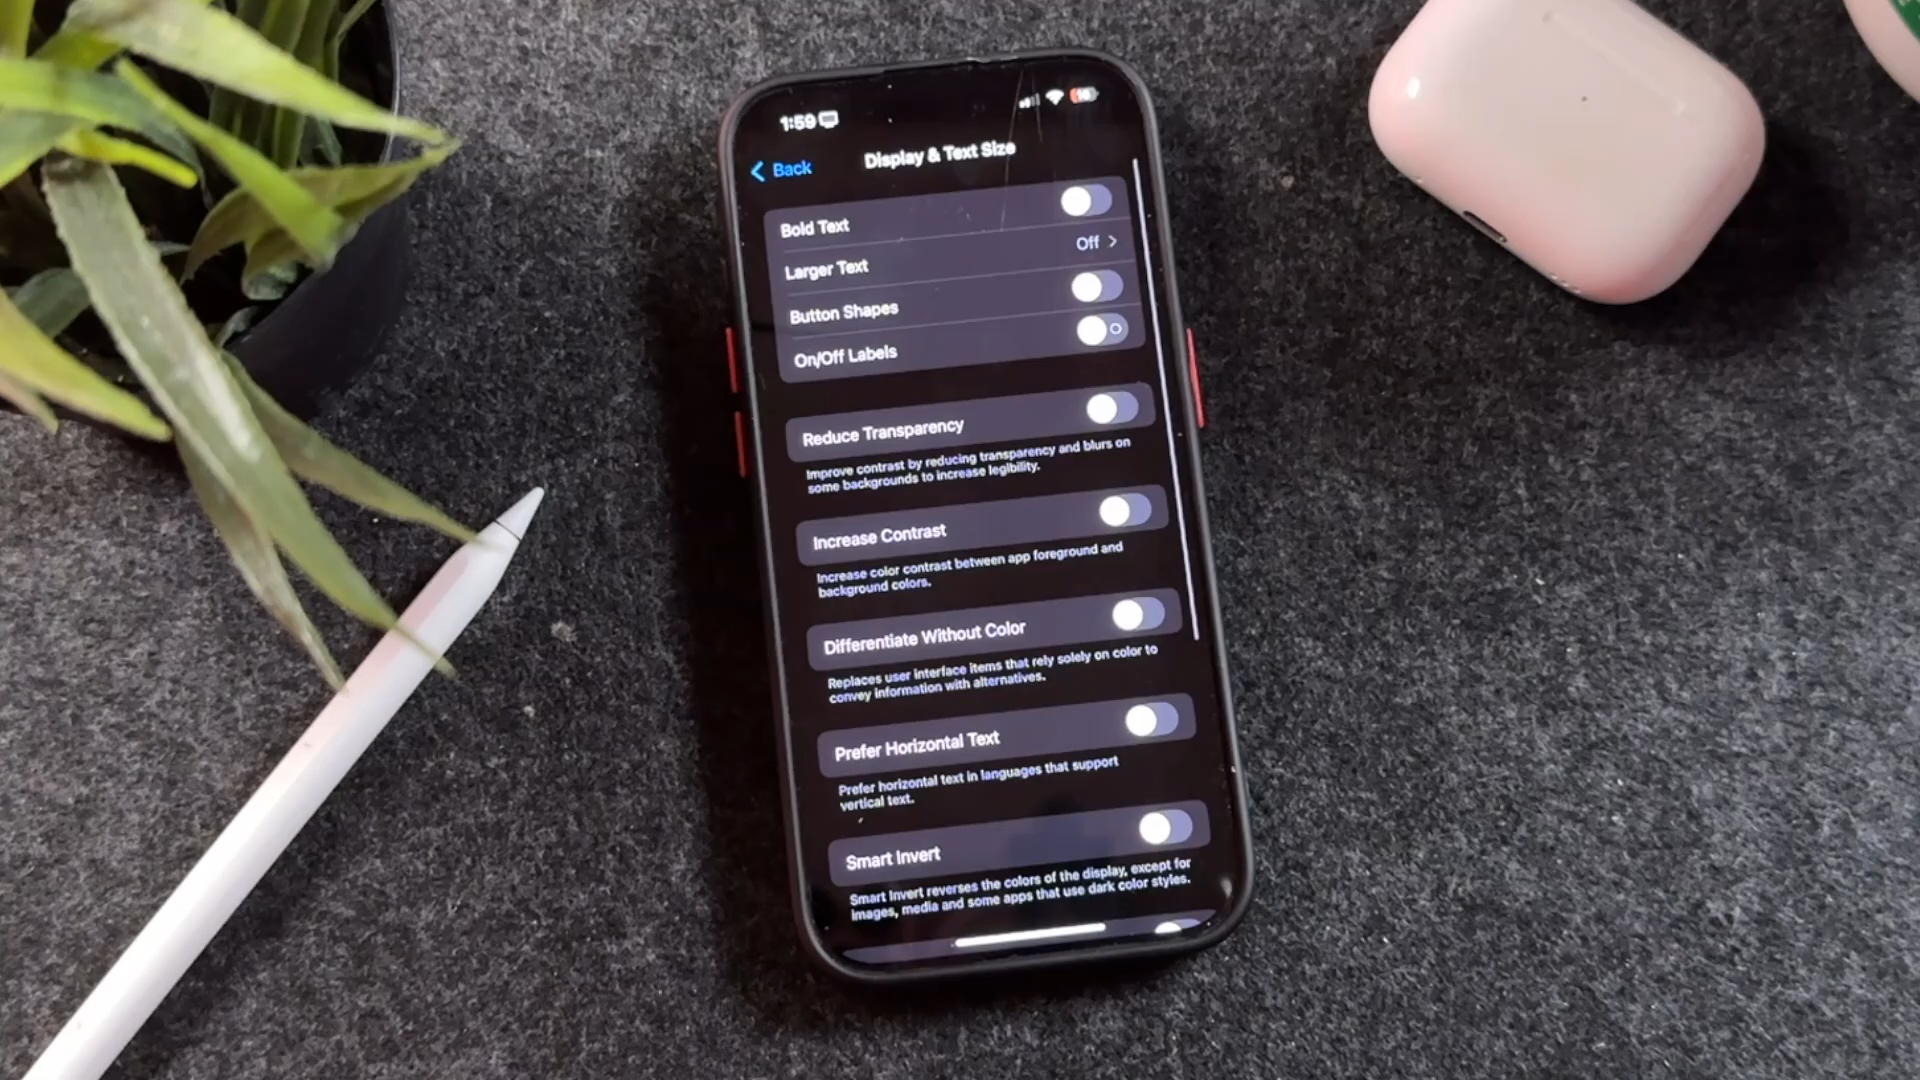 1:59
Back
Display & Text Size
Bold Text
Larger Text
Off
Button Shapes
On/Off Labels
Reduce Transparency
Improve contrast by reducing transparency and blurs on
some backgrounds to increase legibility.
Increase Contrast
Increase color contrast between app foreground and
background colors.
Differentiate Without Color
Replaces user interface items that rely solely on color to
convey information with alternatives.
Prefer Horizontal Text
Prefer horizontal text in languages that support
vertical text.
Smart Invert
Smart Invert reverses the colors of the display, except for
images, media and some apps that use dark color styles.